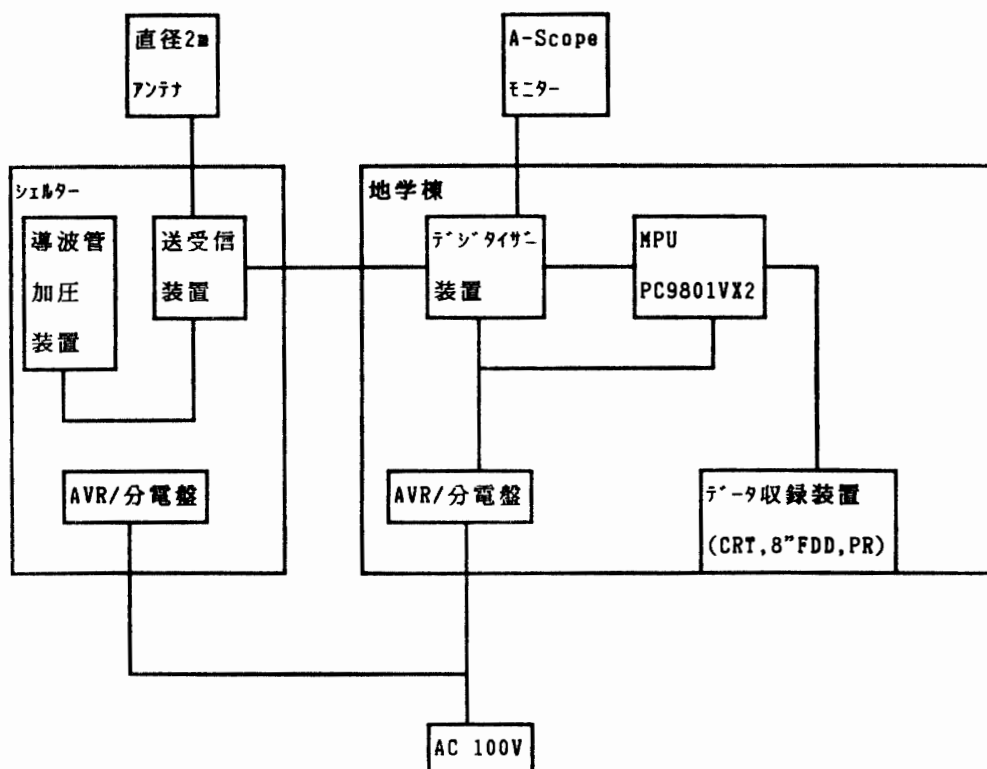 直径2m
アンテナ
A-Scope
モニター
シェルター
導波管
加圧
装置
送受信
装置
AVR/分電盤
地学棟
デジタイザー
装置
MPU
PC9801VX2
AVR/分電盤
データ収録装置
(CRT,8”FDD,PR)
AC 100V